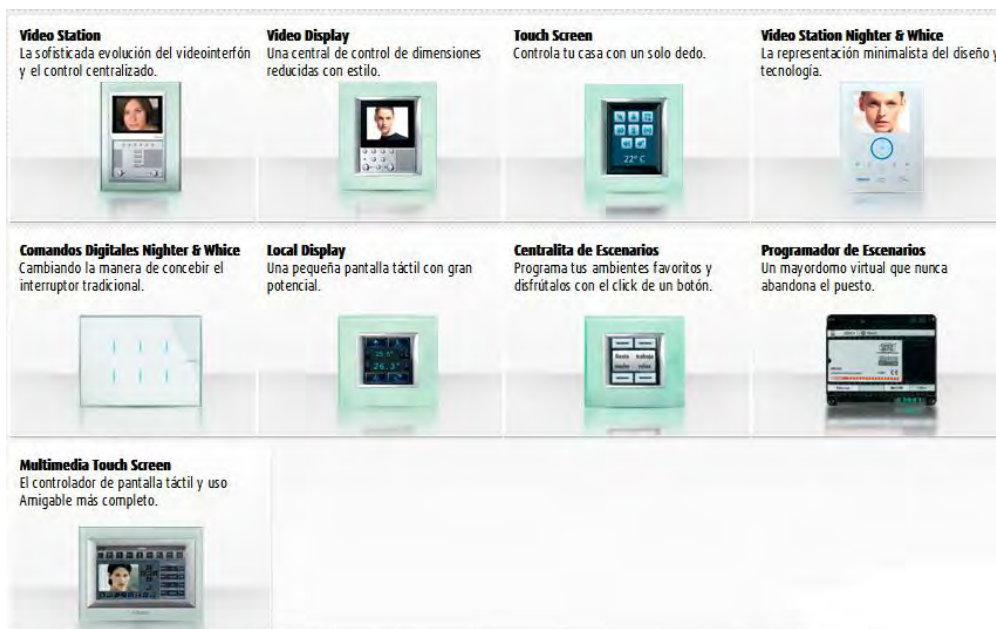 Video Station
La sofisticada evolución del videointerfón
y el control centralizado.
Video Display
Una central de control de dimensiones
reducidas con estilo.
Touch Screen
Controla tu casa con un solo dedo.
Video Station Nighter & Whice
La representación minimalista del diseño y
tecnología.
22° C
Comandos Digitales Nighter & Whice
Cambiando la manera de concebir el
interruptor tradicional.
Local Display
Una pequeña pantalla táctil con gran
potencial.
Centralita de Escenarios
Programa tus ambientes favoritos y
disfrútalos con el click de un botón.
Programador de Escenarios
Un mayordomo virtual que nunca
abandona el puesto.
fiesta trabajo
noche relax
Multimedia Touch Screen
El controlador de pantalla táctil y uso
Amigable más completo.